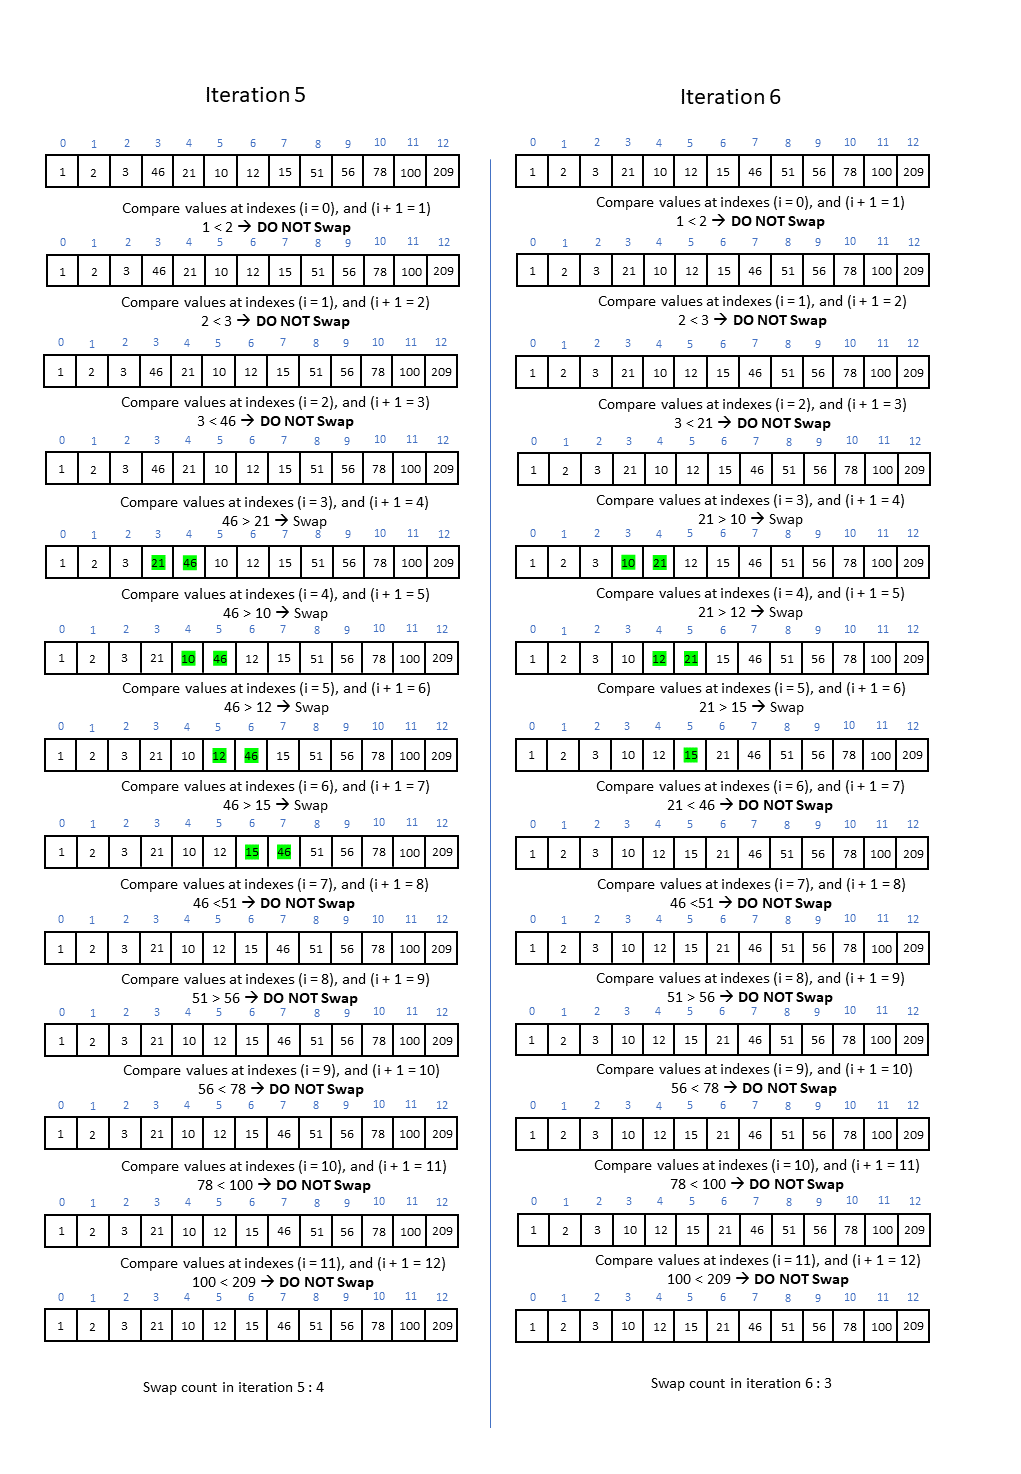 Iteration 5
0 1 2 3 4 5 6 7 8 9 10 11 12
1 2 3 46 21 10 12 15 51 56 78 100 209
Compare values at indexes (i = 0), and (i + 1 = 1)
1 < 2 → DO NOT Swap
0 1 2 3 4 5 6 7 8 9 10 11 12
1 2 3 46 21 10 12 15 51 56 78 100 209
Compare values at indexes (i = 1), and (i + 1 = 2)
2 < 3 → DO NOT Swap
0 1 2 3 4 5 6 7 8 9 10 11 12
1 2 3 46 21 10 12 15 51 56 78 100 209
Compare values at indexes (i = 2), and (i + 1 = 3)
3 < 46 → DO NOT Swap
0 1 2 3 4 5 6 7 8 9 10 11 12
1 2 3 46 21 10 12 15 51 56 78 100 209
Compare values at indexes (i = 3), and (i + 1 = 4)
46 > 21 → Swap
0 1 2 3 4 5 6 7 8 9 10 11 12
1 2 3 21 46 10 12 15 51 56 78 100 209
Compare values at indexes (i = 4), and (i + 1 = 5)
46 > 10 → Swap
0 1 2 3 4 5 6 7 8 9 10 11 12
1 2 3 21 10 46 12 15 51 56 78 100 209
Compare values at indexes (i = 5), and (i + 1 = 6)
46 > 12 → Swap
0 1 2 3 4 5 6 7 8 9 10 11 12
1 2 3 21 10 12 46 15 51 56 78 100 209
Compare values at indexes (i = 6), and (i + 1 = 7)
46 > 15 → Swap
0 1 2 3 4 5 6 7 8 9 10 11 12
1 2 3 21 10 12 15 46 51 56 78 100 209
Compare values at indexes (i = 7), and (i + 1 = 8)
46 <51 → DO NOT Swap
0 1 2 3 4 5 6 7 8 9 10 11 12
1 2 3 21 10 12 15 46 51 56 78 100 209
Compare values at indexes (i = 8), and (i + 1 = 9)
51 > 56 → DO NOT Swap
0 1 2 3 4 5 6 7 8 9 10 11 12
1 2 3 21 10 12 15 46 51 56 78 100 209
Compare values at indexes (i = 9), and (i + 1 = 10)
56 < 78 → DO NOT Swap
0 1 2 3 4 5 6 7 8 9 10 11 12
1 2 3 21 10 12 15 46 51 56 78 100 209
Compare values at indexes (i = 10), and (i + 1 = 11)
78 < 100 → DO NOT Swap
0 1 2 3 4 5 6 7 8 9 10 11 12
1 2 3 21 10 12 15 46 51 56 78 100 209
Compare values at indexes (i = 11), and (i + 1 = 12)
100 < 209 → DO NOT Swap
0 1 2 3 4 5 6 7 8 9 10 11 12
1 2 3 21 10 12 15 46 51 56 78 100 209
Swap count in iteration 5 : 4
Iteration 6
0 1 2 3 4 5 6 7 8 9 10 11 12
1 2 3 21 10 12 15 46 51 56 78 100 209
Compare values at indexes (i = 0), and (i + 1 = 1)
1 < 2 → DO NOT Swap
0 1 2 3 4 5 6 7 8 9 10 11 12
1 2 3 21 10 12 15 46 51 56 78 100 209
Compare values at indexes (i = 1), and (i + 1 = 2)
2 < 3 → DO NOT Swap
0 1 2 3 4 5 6 7 8 9 10 11 12
1 2 3 21 10 12 15 46 51 56 78 100 209
Compare values at indexes (i = 2), and (i + 1 = 3)
3 < 21 → DO NOT Swap
0 1 2 3 4 5 6 7 8 9 10 11 12
1 2 3 21 10 12 15 46 51 56 78 100 209
Compare values at indexes (i = 3), and (i + 1 = 4)
21 > 10 → Swap
0 1 2 3 4 5 6 7 8 9 10 11 12
1 2 3 10 21 12 15 46 51 56 78 100 209
Compare values at indexes (i = 4), and (i + 1 = 5)
21 > 12 → Swap
0 1 2 3 4 5 6 7 8 9 10 11 12
1 2 3 10 12 21 15 46 51 56 78 100 209
Compare values at indexes (i = 5), and (i + 1 = 6)
21 > 15 → Swap
0 1 2 3 4 5 6 7 8 9 10 11 12
1 2 3 10 12 15 21 46 51 56 78 100 209
Compare values at indexes (i = 6), and (i + 1 = 7)
21 < 46 → DO NOT Swap
0 1 2 3 4 5 6 7 8 9 10 11 12
1 2 3 10 12 15 21 46 51 56 78 100 209
Compare values at indexes (i = 7), and (i + 1 = 8)
46 <51 → DO NOT Swap
0 1 2 3 4 5 6 7 8 9 10 11 12
1 2 3 10 12 15 21 46 51 56 78 100 209
Compare values at indexes (i = 8), and (i + 1 = 9)
51 > 56 → DO NOT Swap
0 1 2 3 4 5 6 7 8 9 10 11 12
1 2 3 10 12 15 21 46 51 56 78 100 209
Compare values at indexes (i = 9), and (i + 1 = 10)
56 < 78 → DO NOT Swap
0 1 2 3 4 5 6 7 8 9 10 11 12
1 2 3 10 12 15 21 46 51 56 78 100 209
Compare values at indexes (i = 10), and (i + 1 = 11)
78 < 100 → DO NOT Swap
0 1 2 3 4 5 6 7 8 9 10 11 12
1 2 3 10 12 15 21 46 51 56 78 100 209
Compare values at indexes (i = 11), and (i + 1 = 12)
100 < 209 → DO NOT Swap
0 1 2 3 4 5 6 7 8 9 10 11 12
1 2 3 10 12 15 21 46 51 56 78 100 209
Swap count in iteration 6 : 3